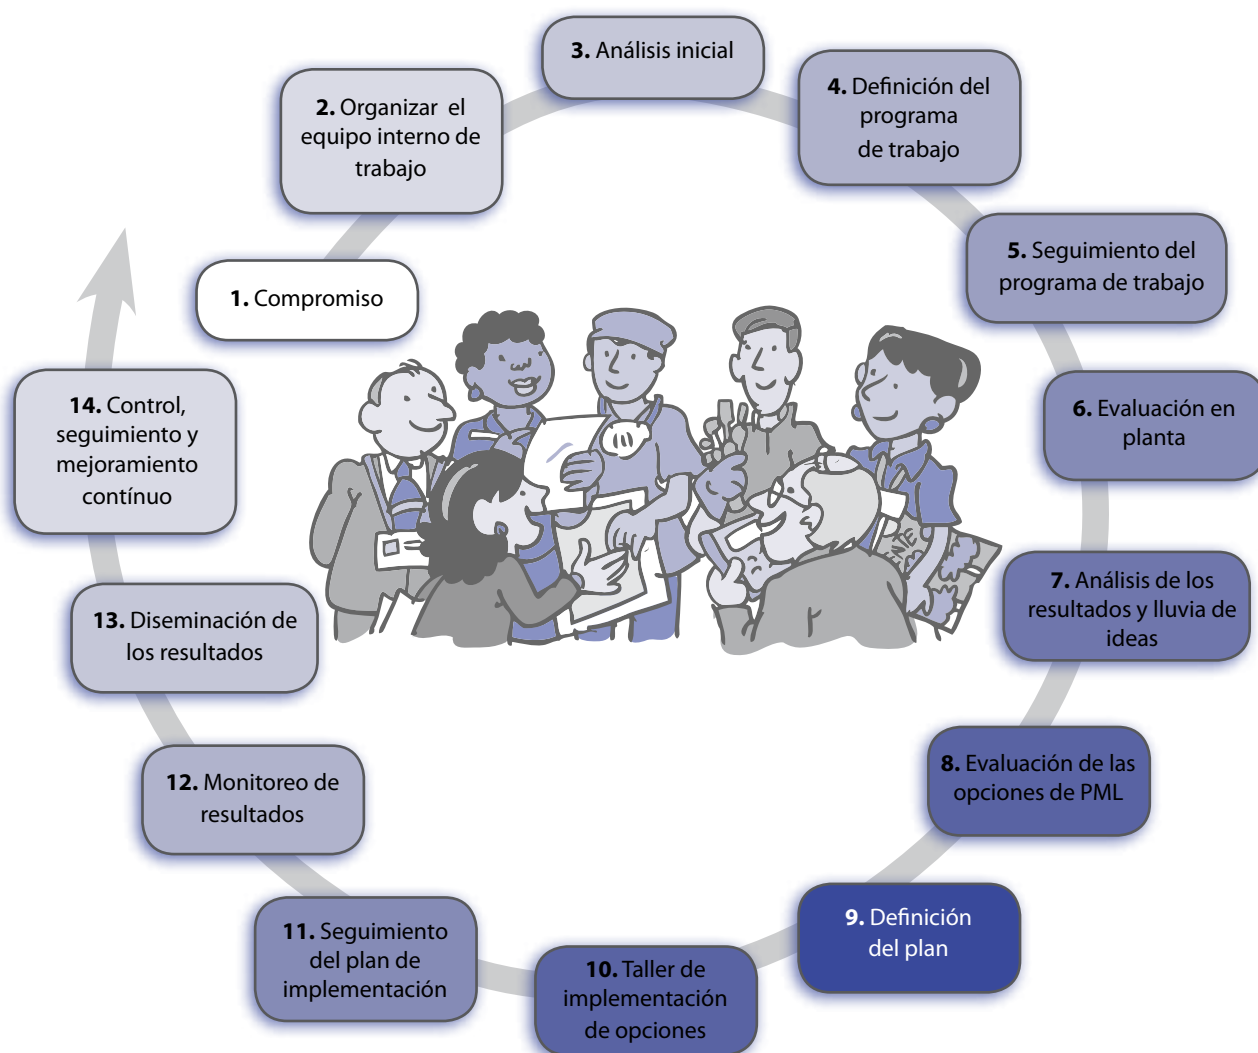 1. Compromiso
2. Organizar el
equipo interno de
trabajo
3. Análisis inicial
4. Definición del
programa
de trabajo
5. Seguimiento del
programa de trabajo
6. Evaluación en
planta
7. Análisis de los
resultados y lluvia de
ideas
8. Evaluación de las
opciones de PML
9. Definición
del plan
10. Taller de
implementación
de opciones
11. Seguimiento
del plan de
implementación
12. Monitoreo de
resultados
13. Diseminación de
los resultados
14. Control,
seguimiento y
mejoramiento
contínuo